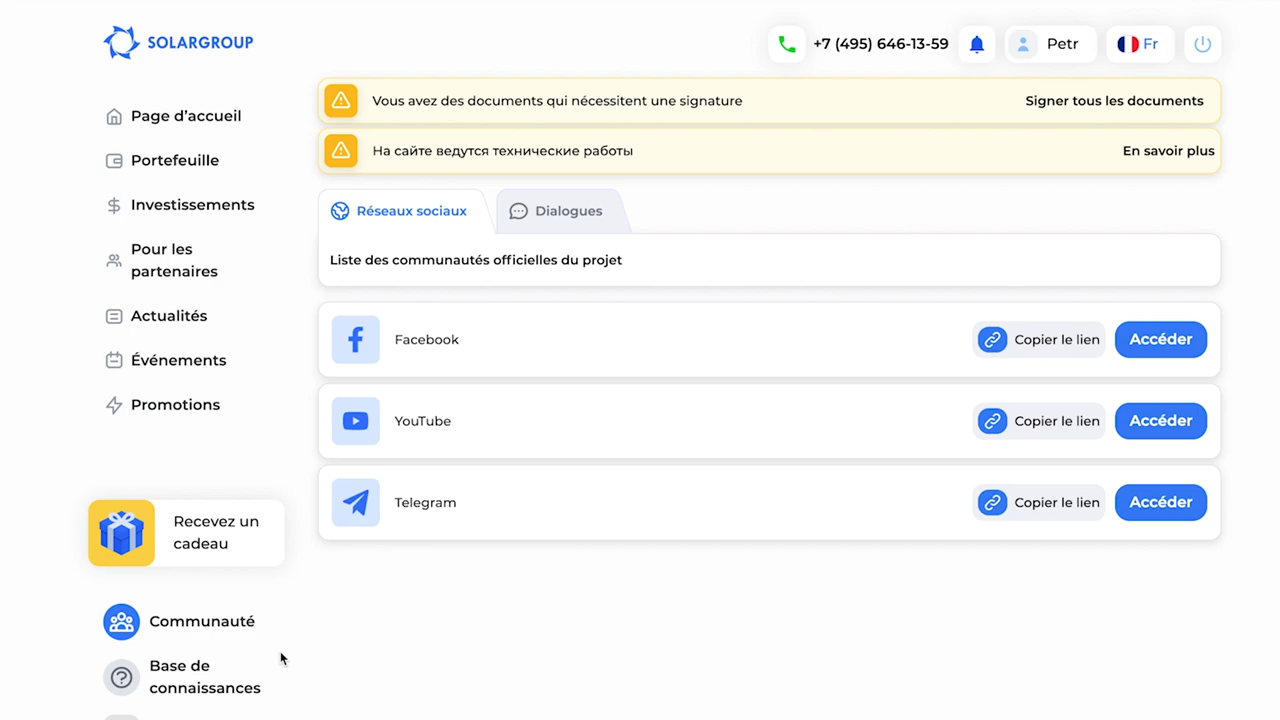 SOLARGROUP
+7 (495) 646-13-59
Petr
Fr
Page d’accueil
Portefeuille
Investissements
Pour les
partenaires
Actualités
Événements
Promotions
Recevez un
cadeau
Communauté
Base de
connaissances
Vous avez des documents qui nécessitent une signature
Signer tous les documents
На сайте ведутся технические работы
En savoir plus
Réseaux sociaux
Dialogues
Liste des communautés officielles du projet
Facebook
Copier le lien
Accéder
YouTube
Copier le lien
Accéder
Telegram
Copier le lien
Accéder